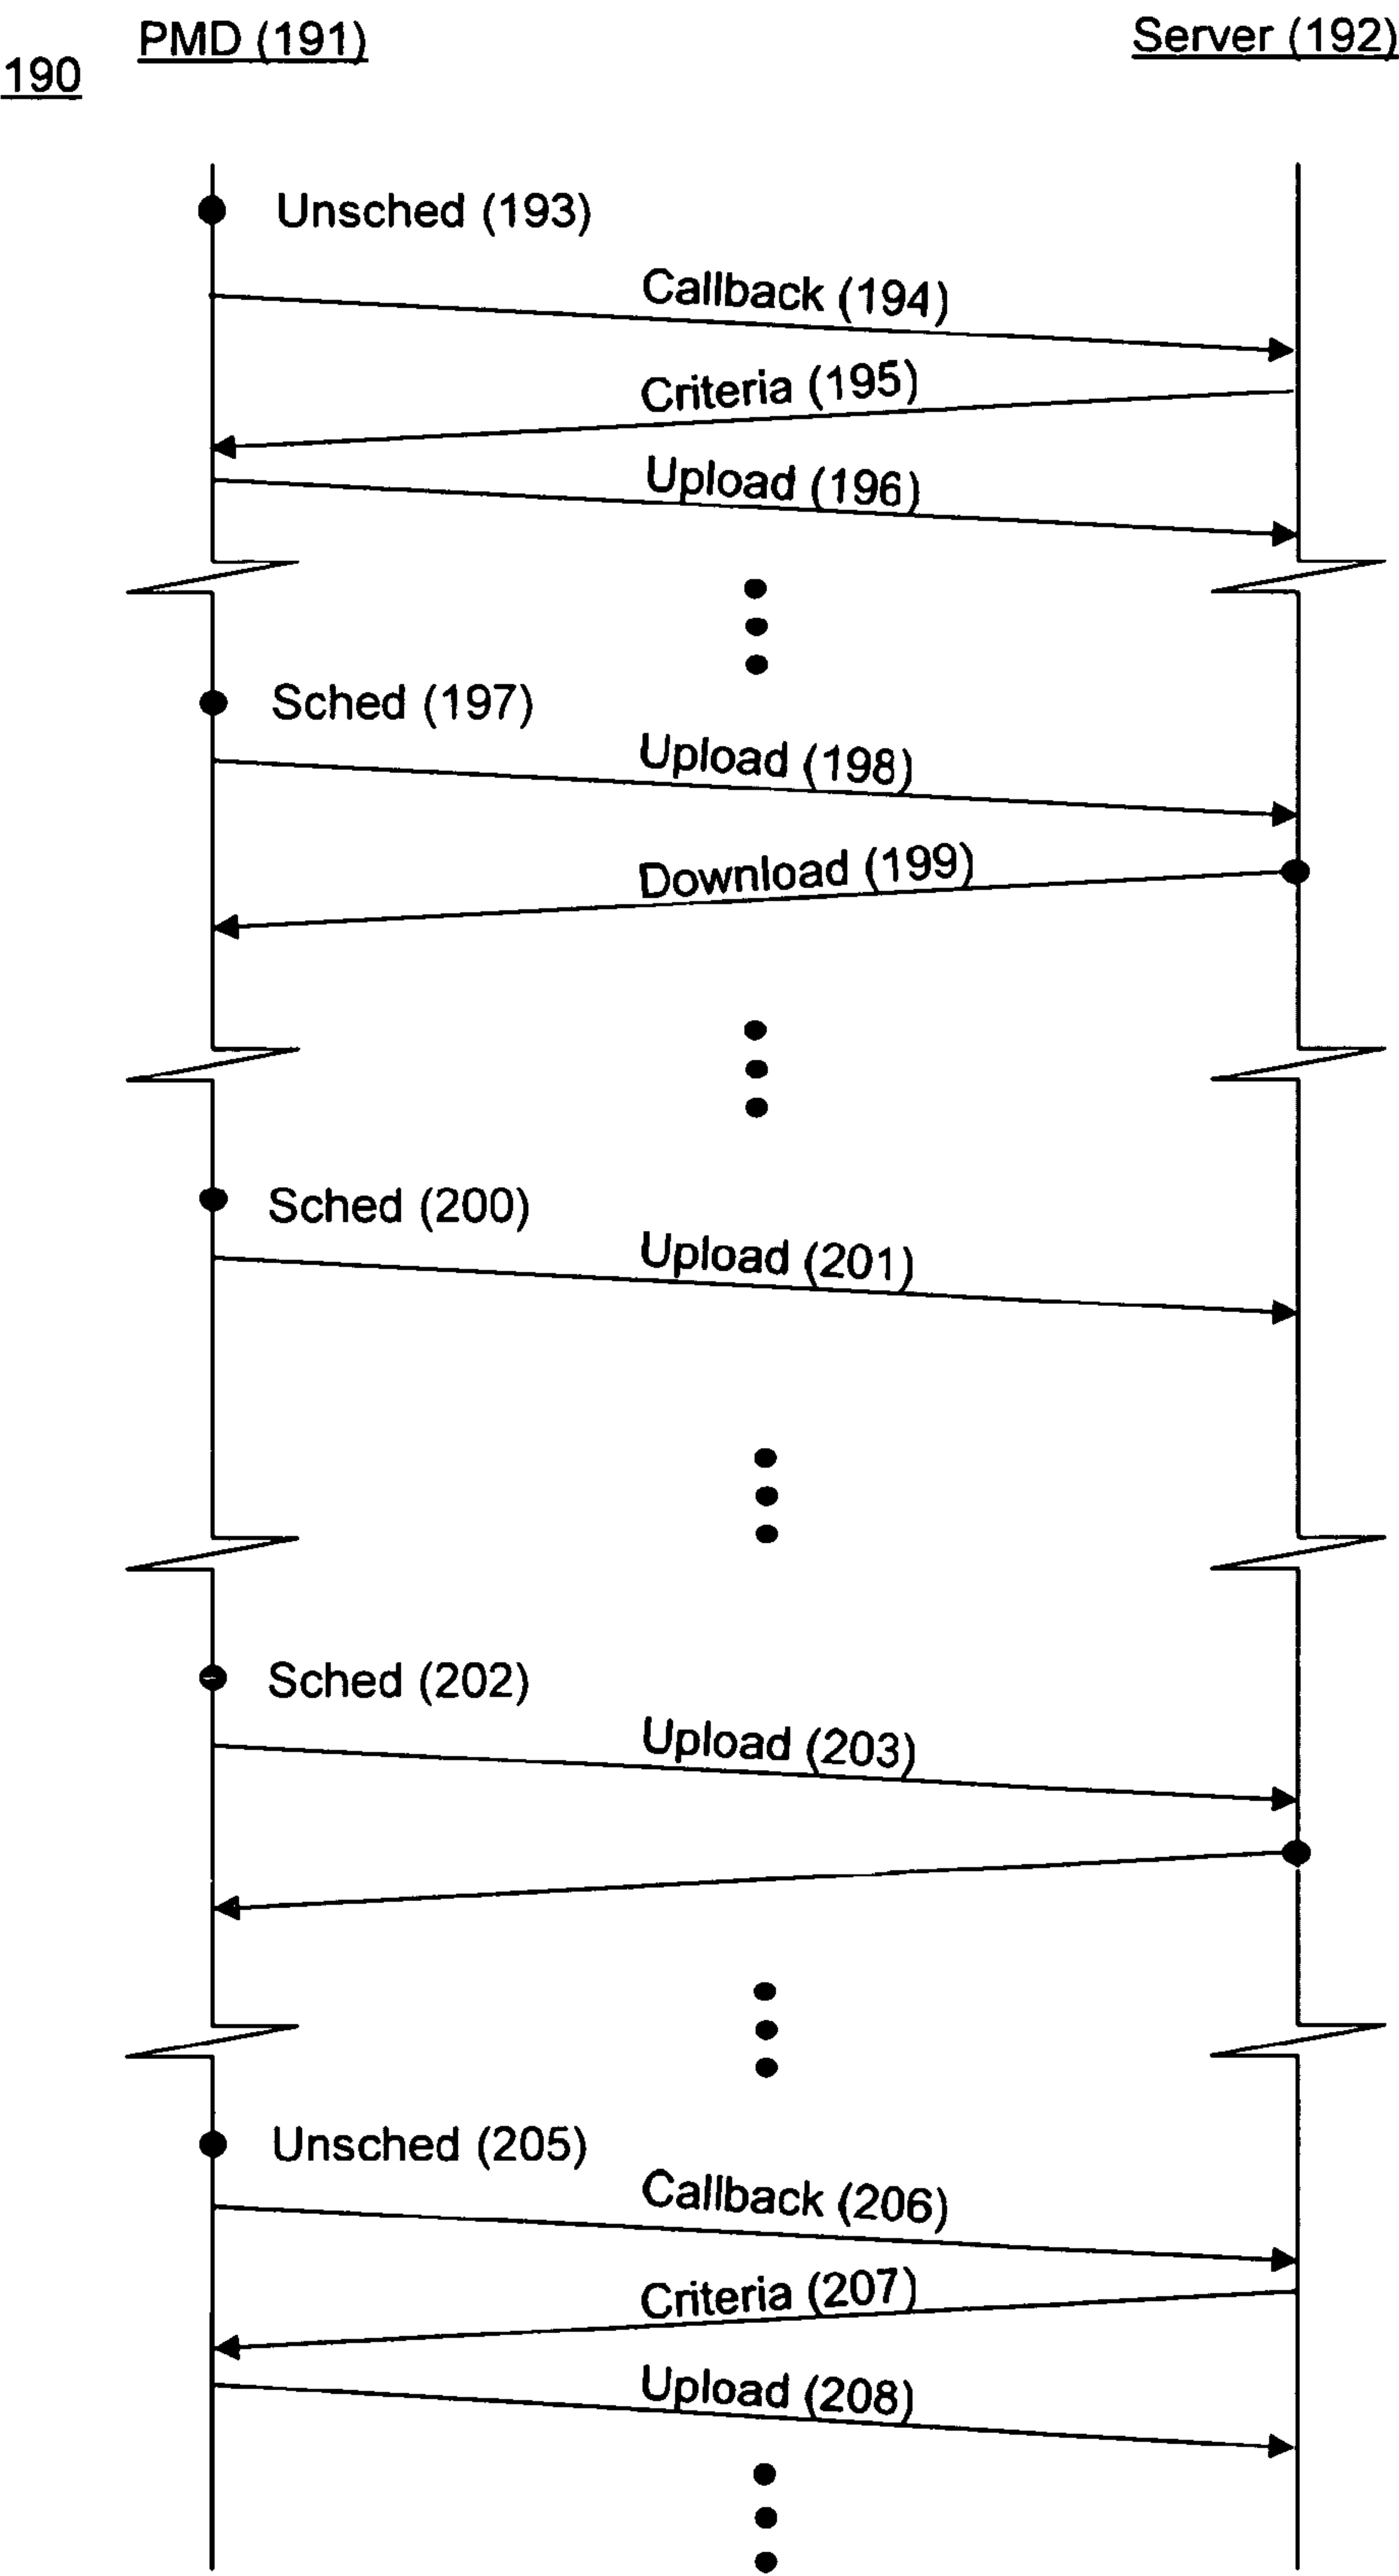 190
PMD (191)
Server (192)
Unsched (193)
Callback (194)
Criteria (195)
Upload (196)
Sched (197)
Upload (198)
Download (199)
Sched (200)
Upload (201)
Sched (202)
Upload (203)
Unsched (205)
Callback (206)
Criteria (207)
Upload (208)